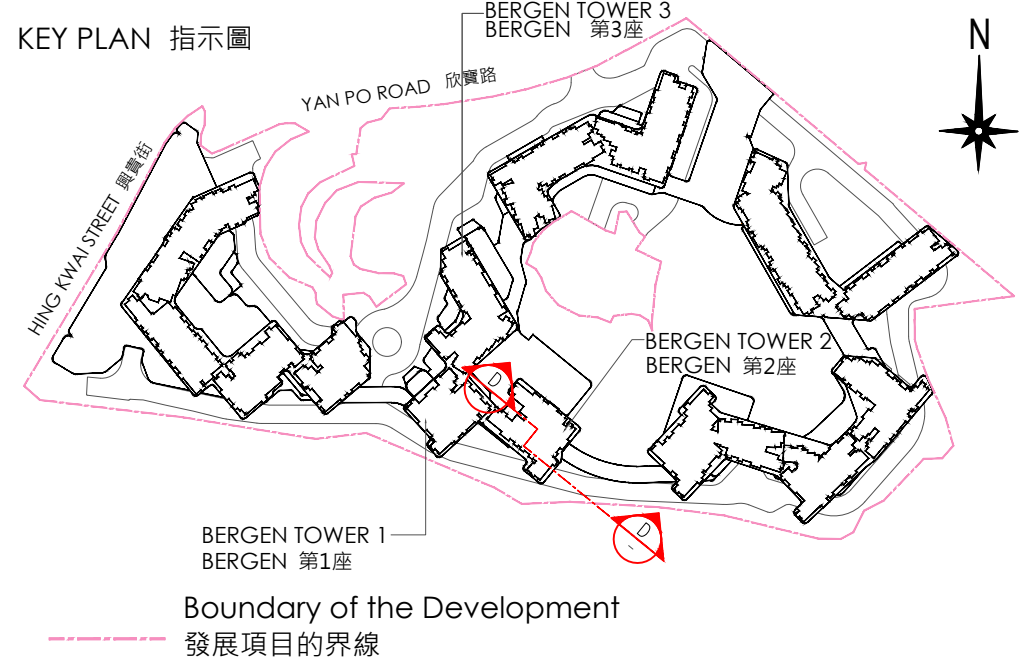 KEY PLAN 指示圖
BERGEN TOWER 3
BERGEN 第3座
N
YAN PO ROAD 欣寶路
HING KWAI STREET 興貴街
BERGEN TOWER 2
BERGEN 第2座
D
D
BERGEN TOWER 1
BERGEN 第1座
Boundary of the Development
發展項目的界線